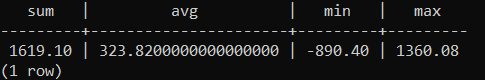 sum | avg | min | max
---------+----------------------+---------+---------
1619.10 | 323.8200000000000000 | -890.40 | 1360.08
(1 row)